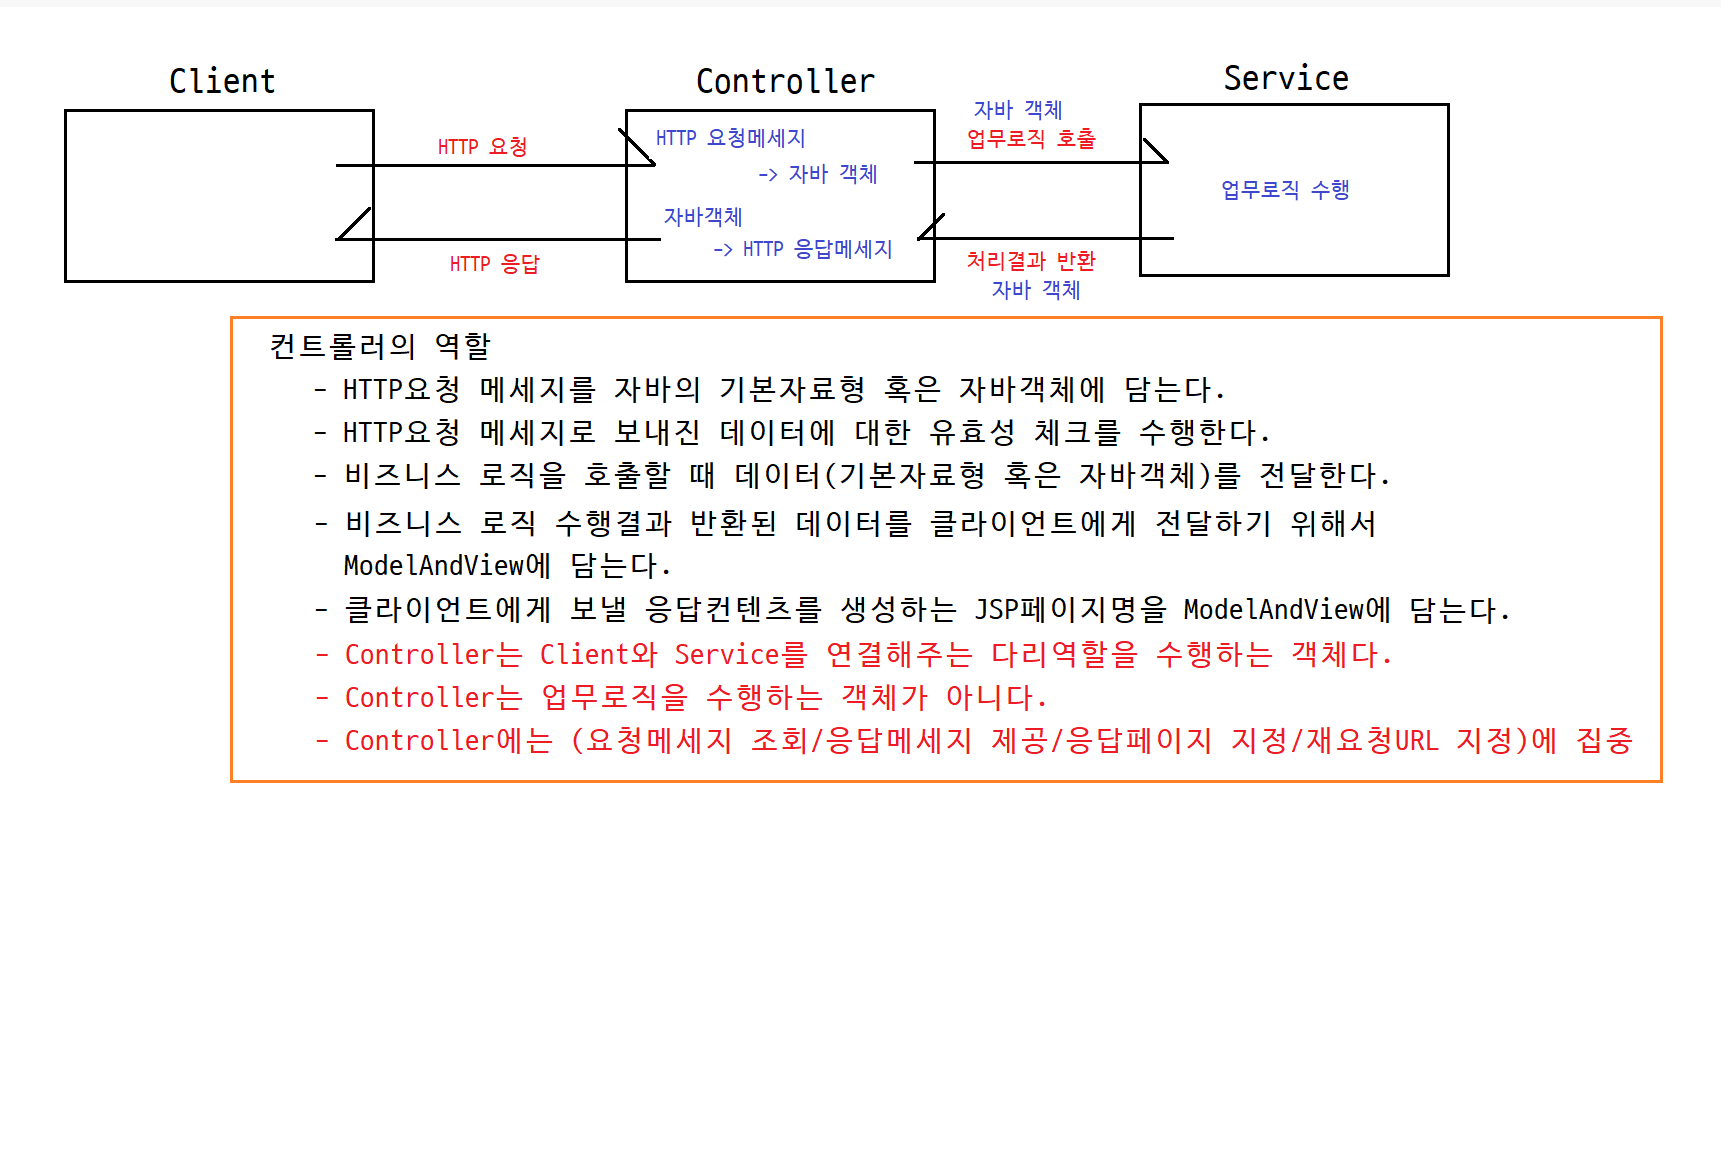 Client
Controller
Service
HTTP 요청
HTTP 요청메세지
-> 자바 객체
자바객체
-> HTTP 응답메세지
HTTP 응답
자바 객체
업무로직 호출
업무로직 수행
처리결과 반환
자바 객체
컨트롤러의 역할
- HTTP요청 메세지를 자바의 기본자료형 혹은 자바객체에 담는다.
- HTTP요청 메세지로 보내진 데이터에 대한 유효성 체크를 수행한다.
- 비즈니스 로직을 호출할 때 데이터(기본자료형 혹은 자바객체)를 전달한다.
- 비즈니스 로직 수행결과 반환된 데이터를 클라이언트에게 전달하기 위해서
ModelAndView에 담는다.
- 클라이언트에게 보낼 응답컨텐츠를 생성하는 JSP페이지명을 ModelAndView에 담는다.
- Controller는 Client와 Service를 연결해주는 다리역할을 수행하는 객체다.
- Controller는 업무로직을 수행하는 객체가 아니다.
- Controller에는 (요청메세지 조회/응답메세지 제공/응답페이지 지정/재요청URL 지정)에 집중